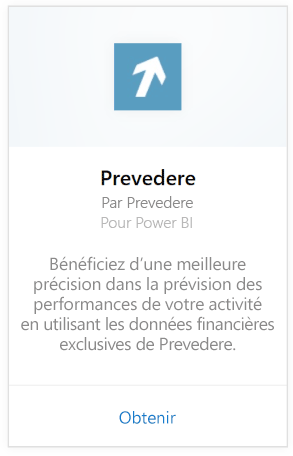 Prevedere
Par Prevedere
Pour Power BI
Bénéficiez d’une meilleure
précision dans la prévision des
performances de votre activité
en utilisant les données financières
exclusives de Prevedere.
Obtenir